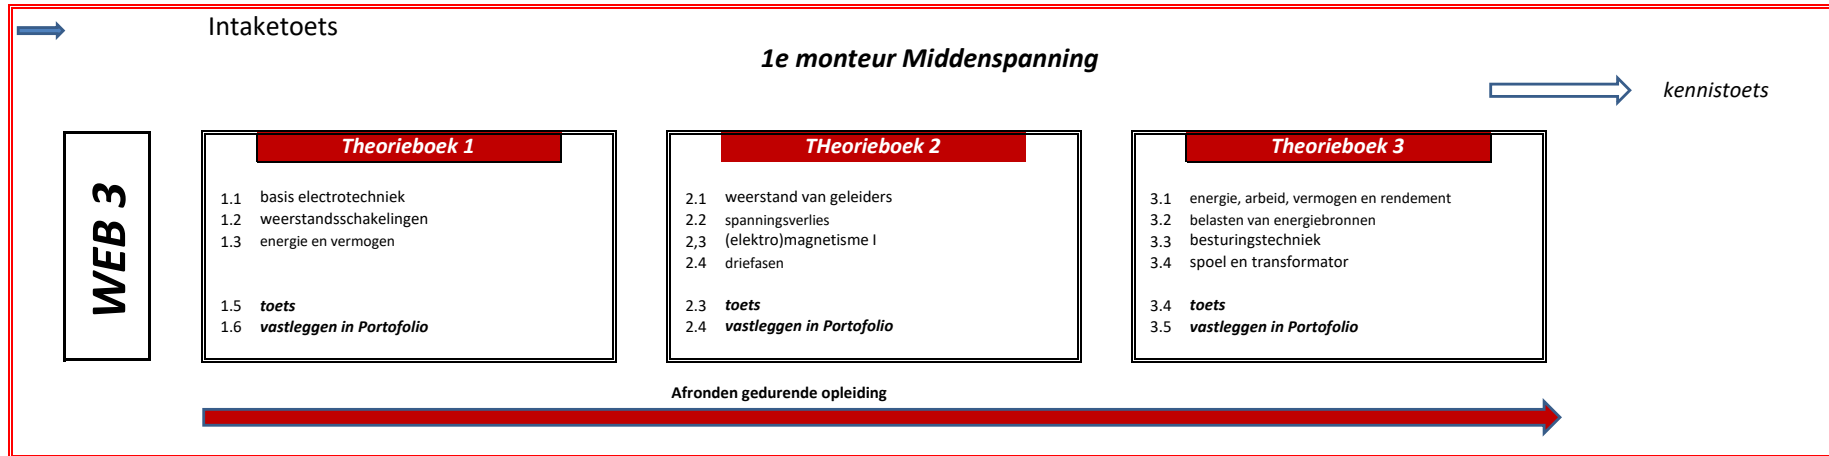 Intaketoets
1e monteur Middenspanning
kennistoets
WEB 3
Theorieboek 1
1.1 basis electrotechniek
1.2 weerstandsschakelingen
1.3 energie en vermogen
1.5 toets
1.6 vastleggen in Portofolio
THeorieboek 2
2.1 weerstand van geleiders
2.2 spanningsverlies
2,3 (elektro)magnetisme I
2.4 driefasen
2.3 toets
2.4 vastleggen in Portofolio
Theorieboek 3
3.1 energie, arbeid, vermogen en rendement
3.2 belasten van energiebronnen
3.3 besturingstechniek
3.4 spoel en transformator
3.4 toets
3.5 vastleggen in Portofolio
Afronden gedurende opleiding